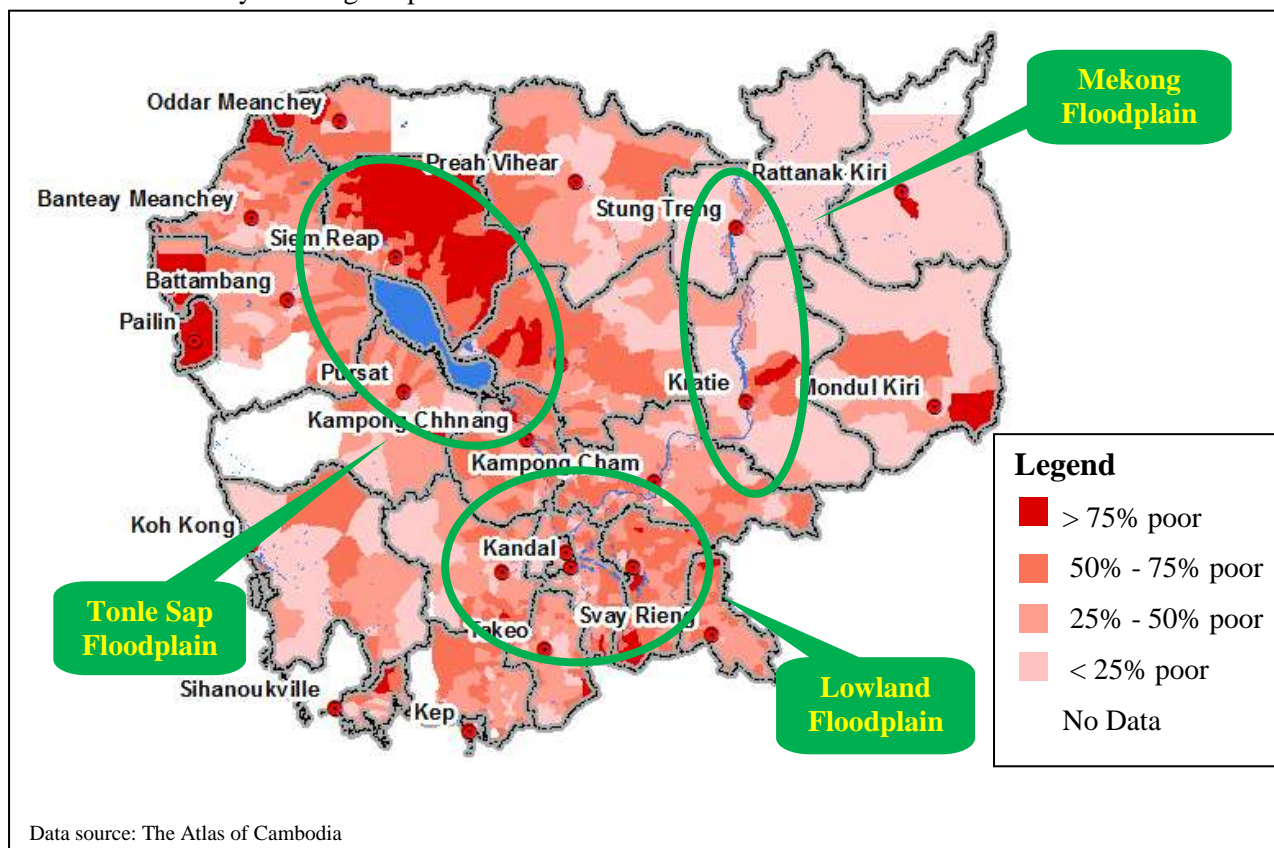 Oddar Meanchey
Mekong
Floodplain
Preah Vihear
Rattanak Kiri
Banteay Meanchey
Stung Treng
Siem Reap
Battambang
Pailin
Pursat
Kratie
Mondul Kiri
Kampong Chhnang
Kampong Cham
Koh Kong
Kandal
Tonle Sap
Floodplain
Takeo
Svay Rieng
Sihanoukville
Kep
Lowland
Floodplain
Legend
> 75% poor
50% - 75% poor
25% - 50% poor
< 25% poor
No Data
Data source: The Atlas of Cambodia